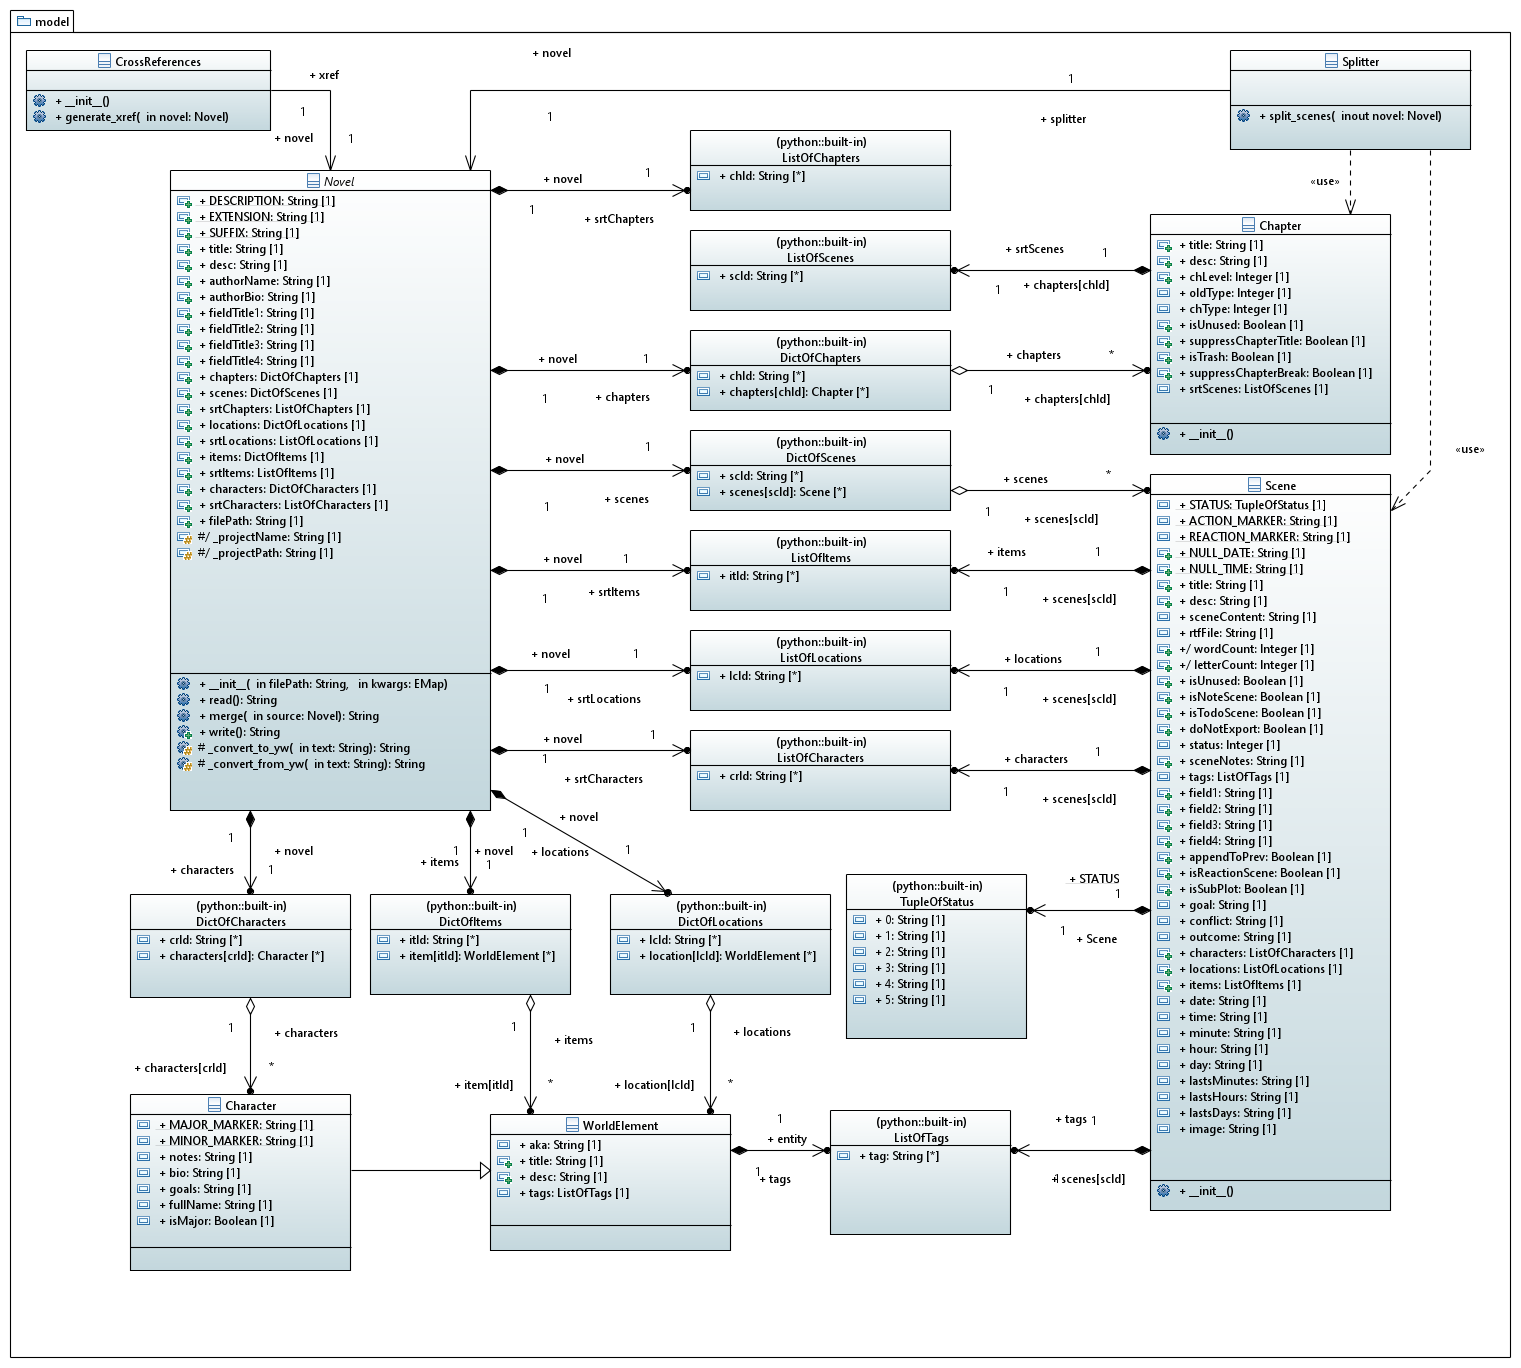 model
CrossReferences
+ __init__()
+ generate_xref( in novel: Novel)
+ xref
1
+ novel
1
+ novel
1
1
+ splitter
Splitter
+ split_scenes( inout novel: Novel)
«use»
«use»
Novel
+ DESCRIPTION: String [1]
+ EXTENSION: String [1]
+ SUFFIX: String [1]
+ title: String [1]
+ desc: String [1]
+ authorName: String [1]
+ authorBio: String [1]
+ fieldTitle1: String [1]
+ fieldTitle2: String [1]
+ fieldTitle3: String [1]
+ fieldTitle4: String [1]
+ chapters: DictOfChapters [1]
+ scenes: DictOfScenes [1]
+ srtChapters: ListOfChapters [1]
+ locations: DictOfLocations [1]
+ srtLocations: ListOfLocations [1]
+ items: DictOfItems [1]
+ srtItems: ListOfItems [1]
+ characters: DictOfCharacters [1]
+ srtCharacters: ListOfCharacters [1]
+ filePath: String [1]
#/ _projectName: String [1]
#/ _projectPath: String [1]
+ __init__( in filePath: String, in kwargs: EMap)
+ read(): String
+ merge( in source: Novel): String
+ write(): String
# _convert_to_yw( in text: String): String
# _convert_from_yw( in text: String): String
+ novel
1
1
+ srtChapters
(python::built-in)
ListOfChapters
+ chId: String [*]
(python::built-in)
ListOfScenes
+ scId: String [*]
+ srtScenes
1
1
+ chapters[chId]
+ novel
1
1
+ chapters
(python::built-in)
DictOfChapters
+ chId: String [*]
+ chapters[chId]: Chapter [*]
+ chapters
*
1
+ chapters[chId]
Chapter
+ title: String [1]
+ desc: String [1]
+ chLevel: Integer [1]
+ oldType: Integer [1]
+ chType: Integer [1]
+ isUnused: Boolean [1]
+ suppressChapterTitle: Boolean [1]
+ isTrash: Boolean [1]
+ suppressChapterBreak: Boolean [1]
+ srtScenes: ListOfScenes [1]
+ __init__()
+ novel
1
1
+ scenes
(python::built-in)
DictOfScenes
+ scId: String [*]
+ scenes[scId]: Scene [*]
+ scenes
*
1
+ scenes[scId]
+ novel
1
1
+ srtItems
(python::built-in)
ListOfItems
+ itId: String [*]
+ items
1
1
+ scenes[scId]
+ novel
1
1
+ srtLocations
(python::built-in)
ListOfLocations
+ lcId: String [*]
+ locations
1
1
+ scenes[scId]
+ novel
1
1
+ srtCharacters
(python::built-in)
ListOfCharacters
+ crId: String [*]
+ characters
1
1
+ scenes[scId]
Scene
+ STATUS: TupleOfStatus [1]
+ ACTION_MARKER: String [1]
+ REACTION_MARKER: String [1]
+ NULL_DATE: String [1]
+ NULL_TIME: String [1]
+ title: String [1]
+ desc: String [1]
+ sceneContent: String [1]
+ rtfFile: String [1]
+/ wordCount: Integer [1]
+/ letterCount: Integer [1]
+ isUnused: Boolean [1]
+ isNoteScene: Boolean [1]
+ isTodoScene: Boolean [1]
+ doNotExport: Boolean [1]
+ status: Integer [1]
+ sceneNotes: String [1]
+ tags: ListOfTags [1]
+ field1: String [1]
+ field2: String [1]
+ field3: String [1]
+ field4: String [1]
+ appendToPrev: Boolean [1]
+ isReactionScene: Boolean [1]
+ isSubPlot: Boolean [1]
+ goal: String [1]
+ conflict: String [1]
+ outcome: String [1]
+ characters: ListOfCharacters [1]
+ locations: ListOfLocations [1]
+ items: ListOfItems [1]
+ date: String [1]
+ time: String [1]
+ minute: String [1]
+ hour: String [1]
+ day: String [1]
+ lastsMinutes: String [1]
+ lastsHours: String [1]
+ lastsDays: String [1]
+ image: String [1]
+ __init__()
1
+ novel
+ characters
1
1
+ novel
+ items
1
+ novel
1
+ locations
1
(python::built-in)
DictOfCharacters
+ crId: String [*]
+ characters[crId]: Character [*]
(python::built-in)
DictOfItems
+ itId: String [*]
+ item[itId]: WorldElement [*]
(python::built-in)
DictOfLocations
+ lcId: String [*]
+ location[lcId]: WorldElement [*]
(python::built-in)
TupleOfStatus
+ 0: String [1]
+ 1: String [1]
+ 2: String [1]
+ 3: String [1]
+ 4: String [1]
+ 5: String [1]
+ STATUS
1
1
+ Scene
1
+ characters
+ characters[crId]
*
1
+ items
+ item[itId]
*
1
+ locations
+ location[lcId]
*
Character
+ MAJOR_MARKER: String [1]
+ MINOR_MARKER: String [1]
+ notes: String [1]
+ bio: String [1]
+ goals: String [1]
+ fullName: String [1]
+ isMajor: Boolean [1]
WorldElement
+ aka: String [1]
+ title: String [1]
+ desc: String [1]
+ tags: ListOfTags [1]
1
+ entity
1
+ tags
(python::built-in)
ListOfTags
+ tag: String [*]
+ tags
1
1
+ scenes[scId]